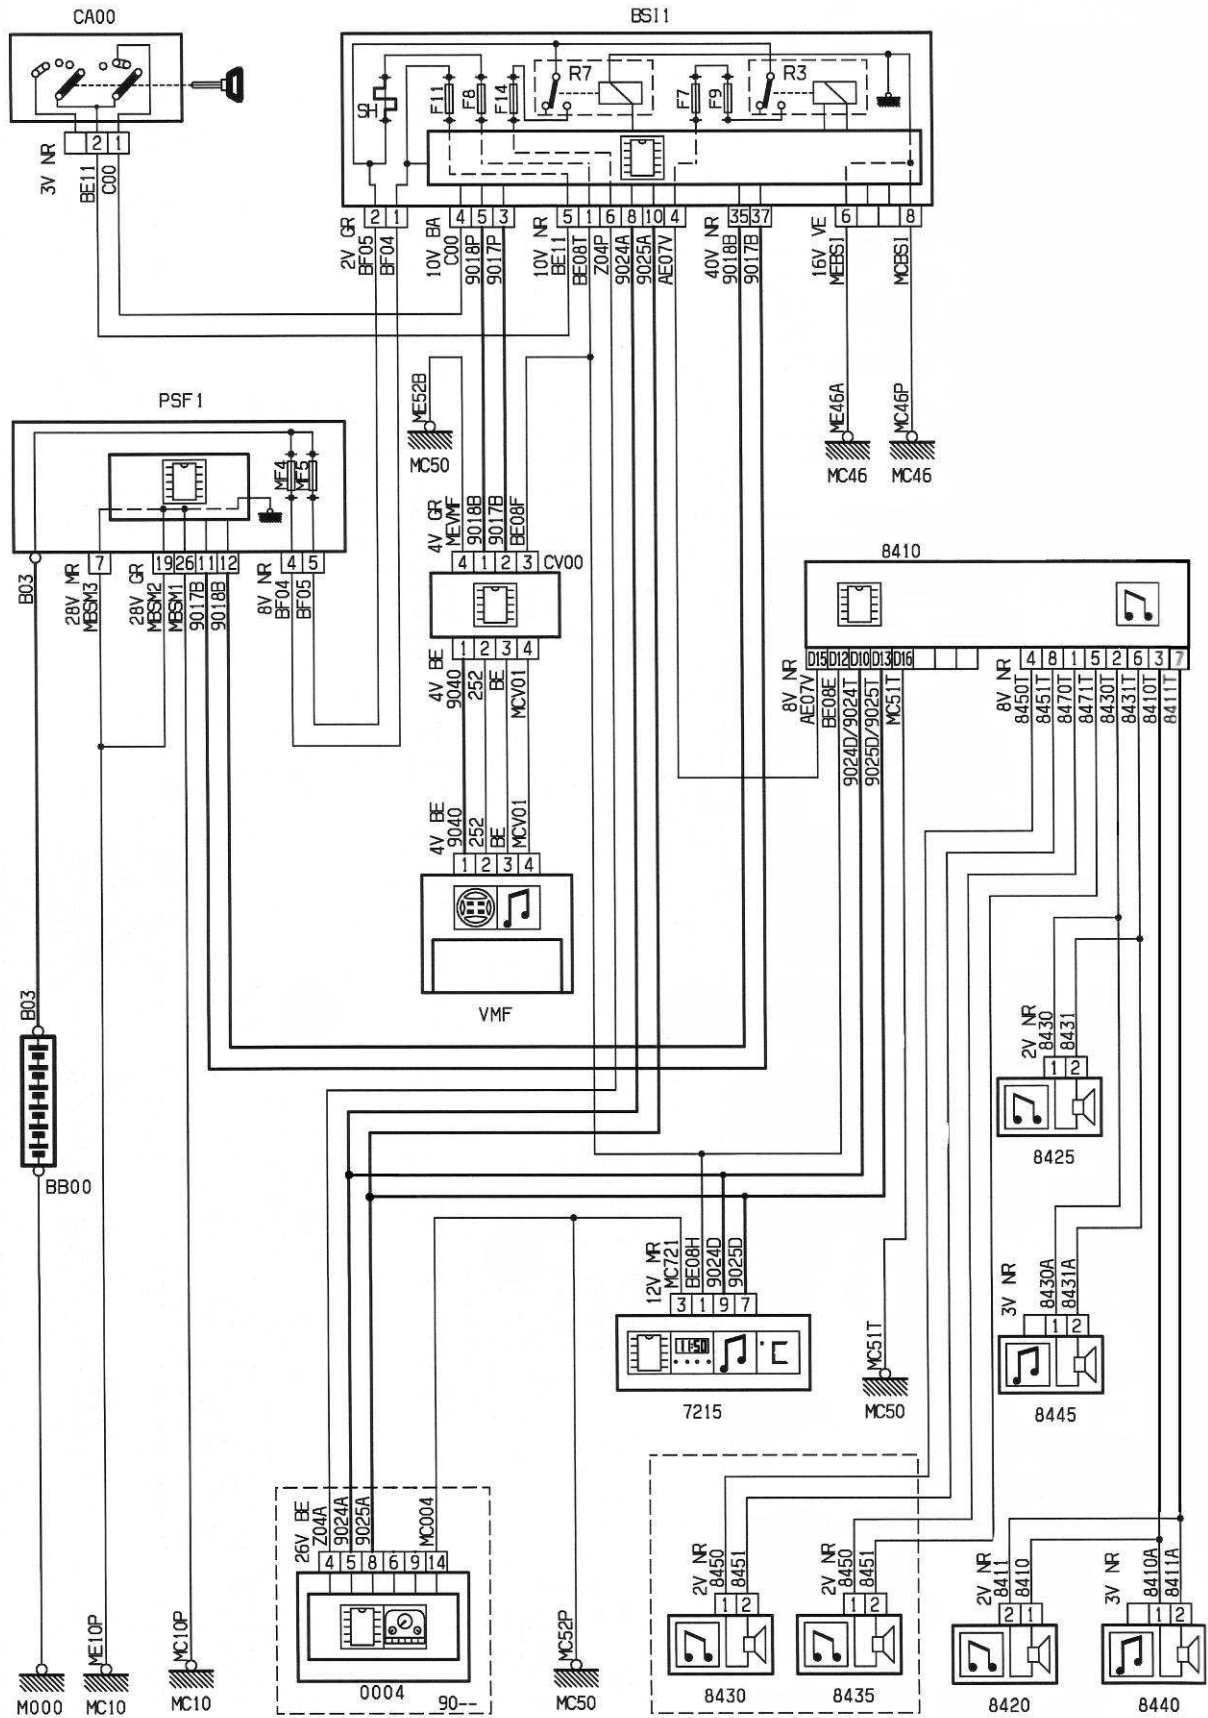 CA00
BSI1
R7
R3
SH
F11
F8
F14
F7
F9
2 1
3V NR
BE11
C00
2 1
4 5 3
5 1 6 8 10 4
35 37
6 8
2V GR
BF05
BF04
10V BA
C00
9018P
9017P
10V NR
BE11
BE08T
Z04P
9024A
9025A
AE07V
40V NR
9018B
9017B
16V VE
MEBSI
MCBSI
ME52B
MC50
ME46A
MC46P
MC46
MC46
PSF1
MF4
MF5
7
19 26 11 12
4 5
B03
28V MR
MBSM3
28V GR
MBSM2
MBSM1
9017B
9018B
8V NR
BF04
BF05
4V GR
MEVMF
9018B
9017B
BE08F
4 1 2 3
CV00
1 2 3 4
4V BE
9040
252
BE
MCV01
4V BE
9040
252
BE
MCV01
1 2 3 4
VMF
8410
D15 D12 D10 D13 D16
4 8 1 5 2 6 3 7
8V NR
AE07V
BE08E
9024D/9024T
9025D/9025T
MC51T
8V NR
8450T
8451T
8470T
8471T
8430T
8431T
8410T
8411T
B03
BB00
2V NR
8430
8431
1 2
8425
3V NR
8430A
8431A
1 2
8445
12V MR
MC721
BE08H
9024D
9025D
3 1 9 7
11:50
°C
7215
MC51T
MC50
26V BE
Z04A
9024A
9025A
MC004
4 5 8 6 9 14
0004
90--
MC52P
MC50
2V NR
8450
8451
1 2
8430
2V NR
8450
8451
1 2
8435
2V NR
8411
8410
2 1
8420
3V NR
8410A
8411A
1 2
8440
M000
ME10P
MC10
MC10P
MC10